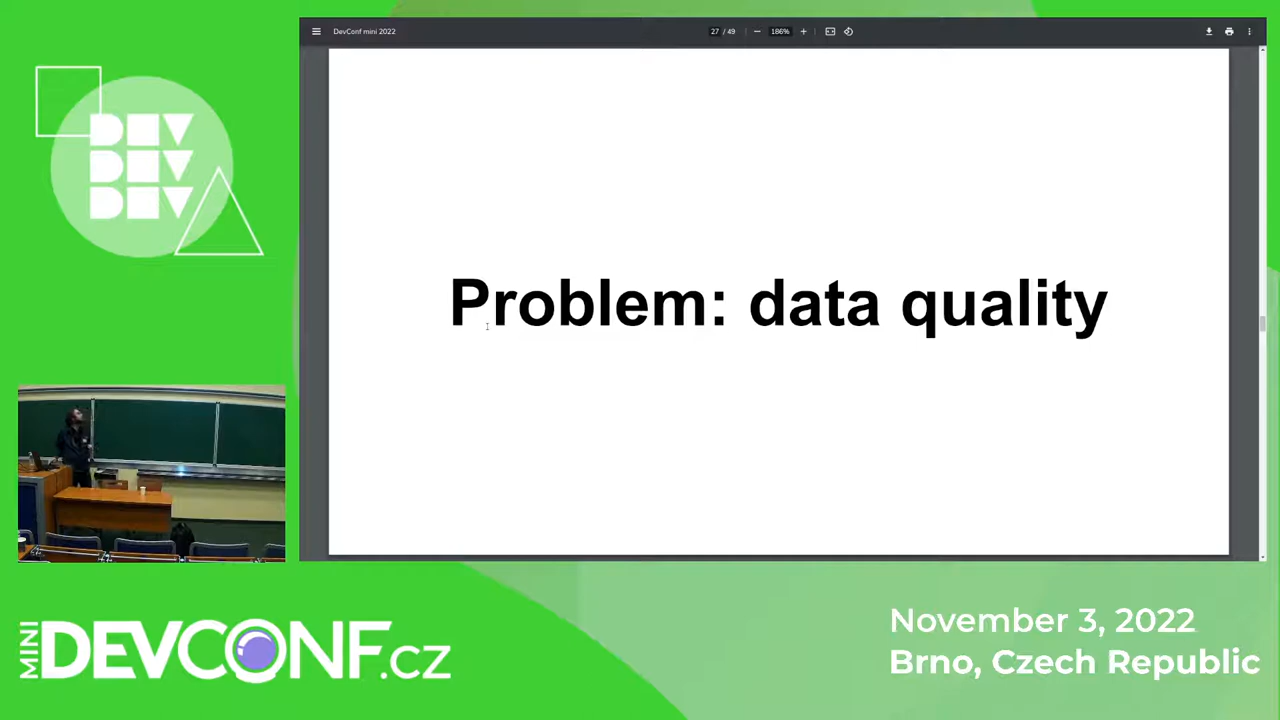 DevConf mini 2022
27 / 49
186%
DEV
DEV
DEV
Problem: data quality
MINI
DEVCONF.cz
November 3, 2022
Brno, Czech Republic